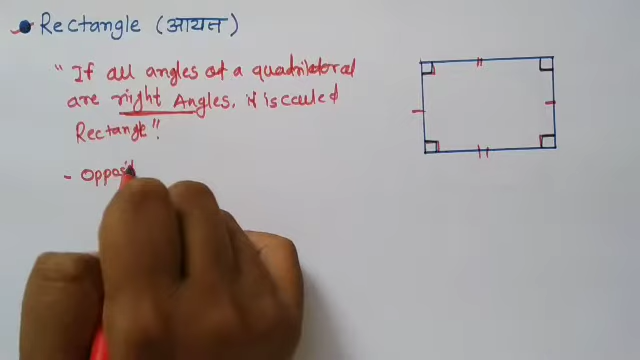 Rectangle (आयत)
" If all angles of a quadrilateral
are right Angles, it is called
Rectangle".
- Opposi